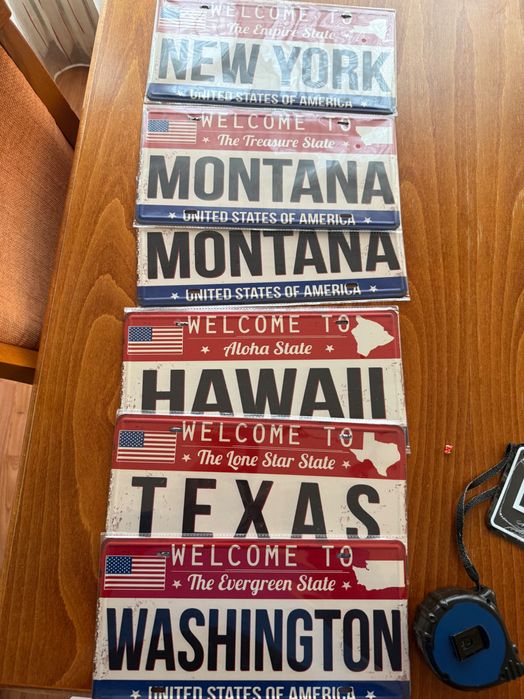 WELCOME TO
The Empire State
NEW YORK
UNITED STATES OF AMERICA
WELCOME TO
The Treasure State
MONTANA
UNITED STATES OF AMERICA
MONTANA
UNITED STATES OF AMERICA
WELCOME TO
Aloha State
HAWAII
WELCOME TO
The Lone Star State
TEXAS
WELCOME TO
The Evergreen State
WASHINGTON
UNITED STATES OF AMERICA